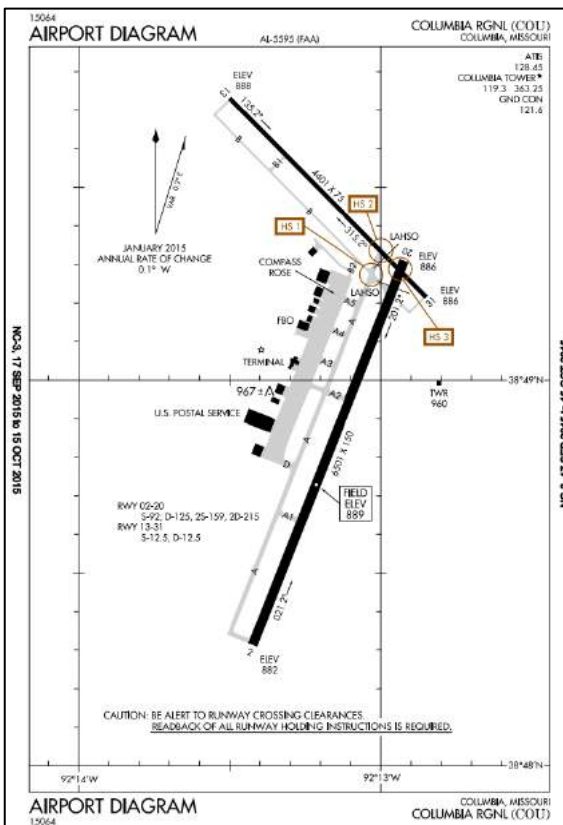 15064
AIRPORT DIAGRAM
AL-5595 (FAA)
COLUMBIA RGNL (COU)
COLUMBIA, MISSOURI
ATIS
128.45
COLUMBIA TOWER*
119.3 363.25
GND CON
121.6
ELEV
888
13
135.2°
VAR 0.2° E
JANUARY 2015
ANNUAL RATE OF CHANGE
0.1° W
B
B1
B
4401 X 75
315.2°
HS 2
HS 1
LAHSO
20
ELEV
886
B2
COMPASS
ROSE
LAHSO
ELEV
886
31
201.2°
HS 3
A5
A
FBO
A4
TERMINAL
A3
38°49'N
967±
A2
TWR
960
U.S. POSTAL SERVICE
A
6501 X 150
D
FIELD
ELEV
889
RWY 02-20
S-92, D-125, 2S-159, 2D-215
RWY 13-31
S-12.5, D-12.5
A1
A
021.2°
2
ELEV
882
CAUTION: BE ALERT TO RUNWAY CROSSING CLEARANCES.
READBACK OF ALL RUNWAY HOLDING INSTRUCTIONS IS REQUIRED.
38°48'N
92°14'W
92°13'W
NC-3, 17 SEP 2015 to 15 OCT 2015
AIRPORT DIAGRAM
15064
COLUMBIA, MISSOURI
COLUMBIA RGNL (COU)